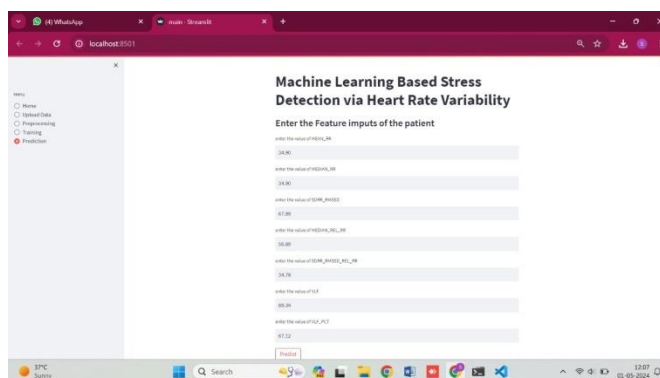 (4) WhatsApp
main · Streamlit
localhost:8501
Menu
Home
Upload Data
Preprocessing
Training
Prediction
Machine Learning Based Stress
Detection via Heart Rate Variability
Enter the Feature imputs of the patient
enter the value of MEAN_RR
34.90
enter the value of MEDIAN_RR
34.90
enter the value of SDRR_RMSSD
67.89
enter the value of MEDIAN_REL_RR
56.89
enter the value of SDRR_RMSSD_REL_RR
34.78
enter the value of VLF
enter the value of VLF_PCT
67.12
Predict
37°C
Sunny
Search
12:07
01-05-2024